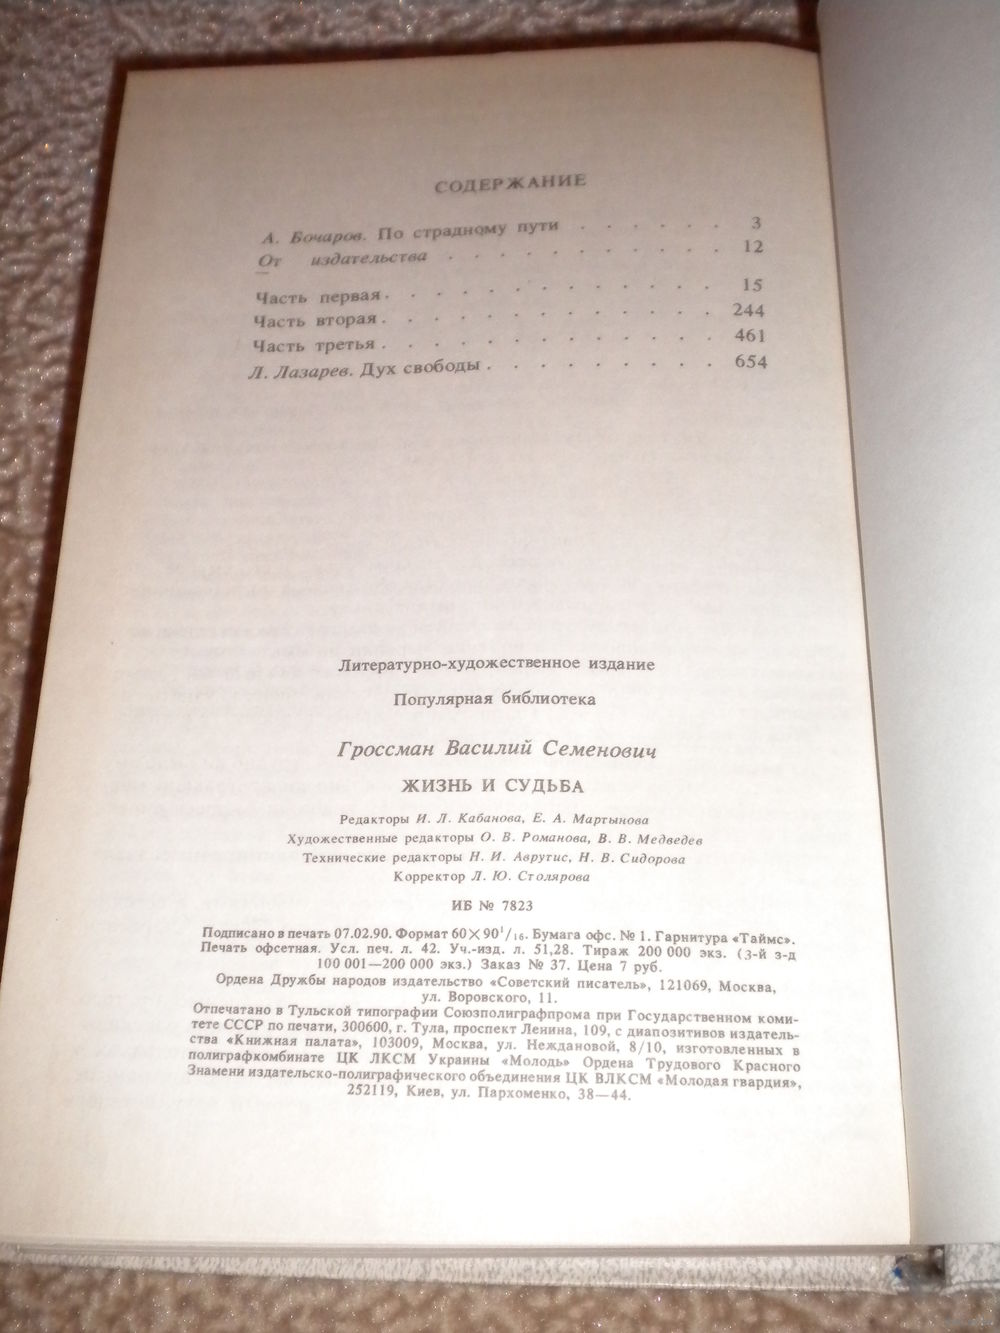 СОДЕРЖАНИЕ
А. Бочаров. По страдному пути . . . . . . 3
От издательства . . . . . . . . . . 12
Часть первая . . . . . . . . . . . . 15
Часть вторая . . . . . . . . . . . . 244
Часть третья . . . . . . . . . . . . 461
Л. Лазарев. Дух свободы . . . . . . . . . 654
Литературно-художественное издание
Популярная библиотека
Гроссман Василий Семенович
ЖИЗНЬ И СУДЬБА
Редакторы И. Л. Кабанова, Е. А. Мартынова
Художественные редакторы О. В. Романова, В. В. Медведев
Технические редакторы Н. И. Аврутис, Н. В. Сидорова
Корректор Л. Ю. Столярова
ИБ № 7823
Подписано в печать 07.02.90. Формат 60×90¹/₁₆. Бумага офс. № 1. Гарнитура «Таймс».
Печать офсетная. Усл. печ. л. 42. Уч.-изд. л. 51,28. Тираж 200 000 экз. (3-й з-д
100 001—200 000 экз.) Заказ № 37. Цена 7 руб.
Ордена Дружбы народов издательство «Советский писатель», 121069, Москва,
ул. Воровского, 11.
Отпечатано в Тульской типографии Союзполиграфпрома при Государственном коми-
тете СССР по печати, 300600, г. Тула, проспект Ленина, 109, с диапозитивов издатель-
ства «Книжная палата», 103009, Москва, ул. Неждановой, 8/10, изготовленных в
полиграфкомбинате ЦК ЛКСМ Украины «Молодь» Ордена Трудового Красного
Знамени издательско-полиграфического объединения ЦК ВЛКСМ «Молодая гвардия»,
252119, Киев, ул. Пархоменко, 38—44.